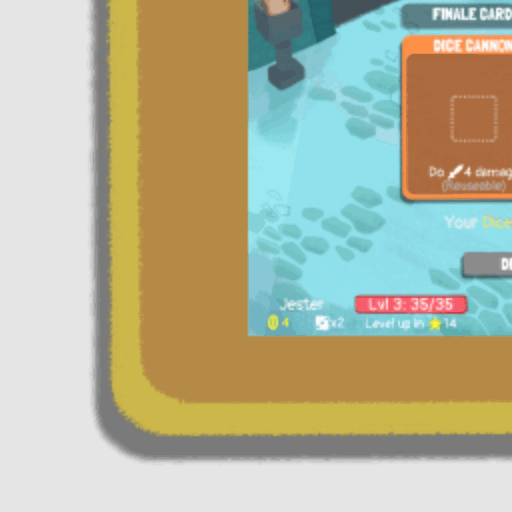 FINALE CARD
DICE CANNON
Do 4 damag
(Reuseable)
Your Dice
Jester
Lvl 3: 35/35
4 x2 Level up in 14